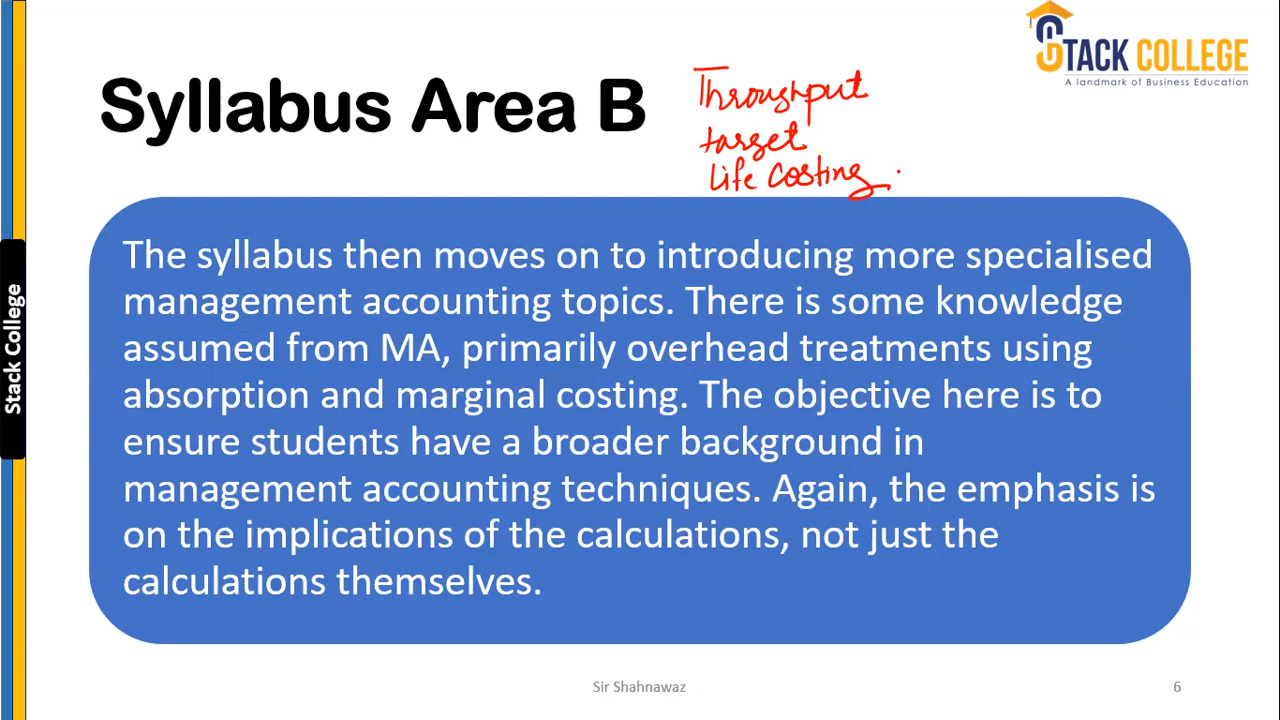 STACK COLLEGE
A landmark of Business Education
Syllabus Area B
Throughput
target
Life Costing
The syllabus then moves on to introducing more specialised
management accounting topics. There is some knowledge
assumed from MA, primarily overhead treatments using
absorption and marginal costing. The objective here is to
ensure students have a broader background in
management accounting techniques. Again, the emphasis is
on the implications of the calculations, not just the
calculations themselves.
Stack College
Sir Shahnawaz
6